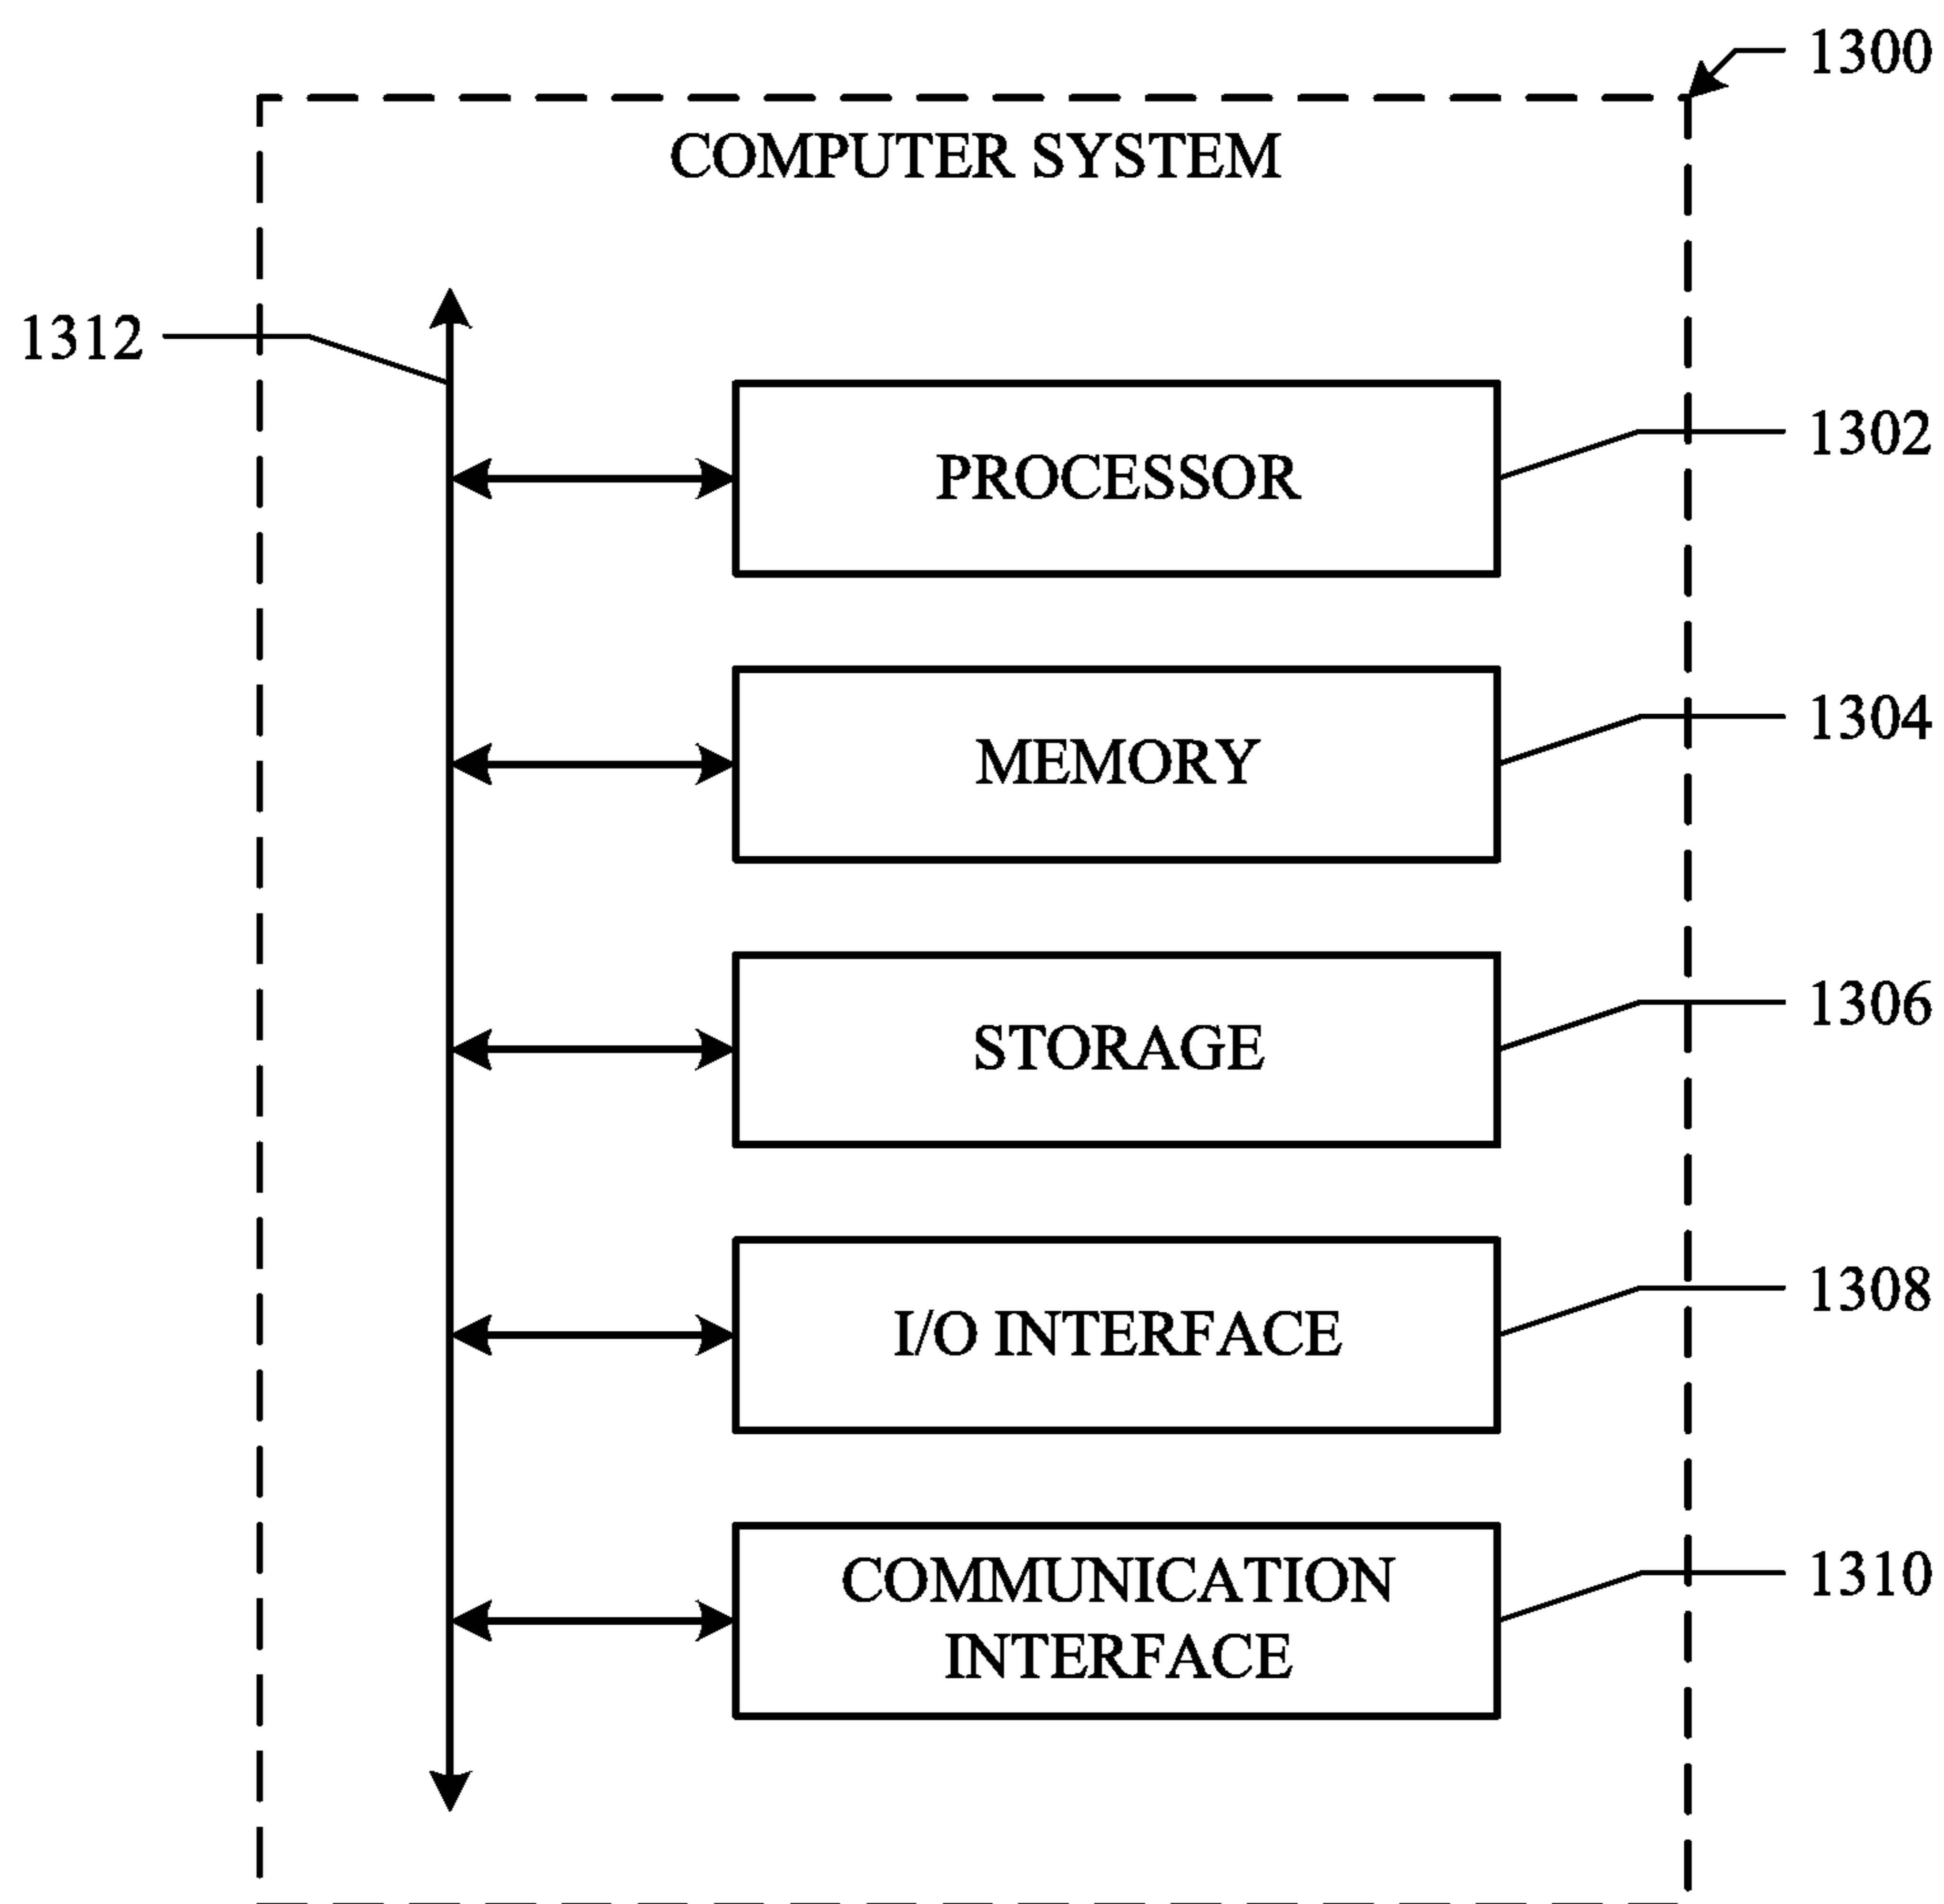 1300
COMPUTER SYSTEM
1312
1302
PROCESSOR
1304
MEMORY
1306
STORAGE
1308
I/O INTERFACE
1310
COMMUNICATION
INTERFACE